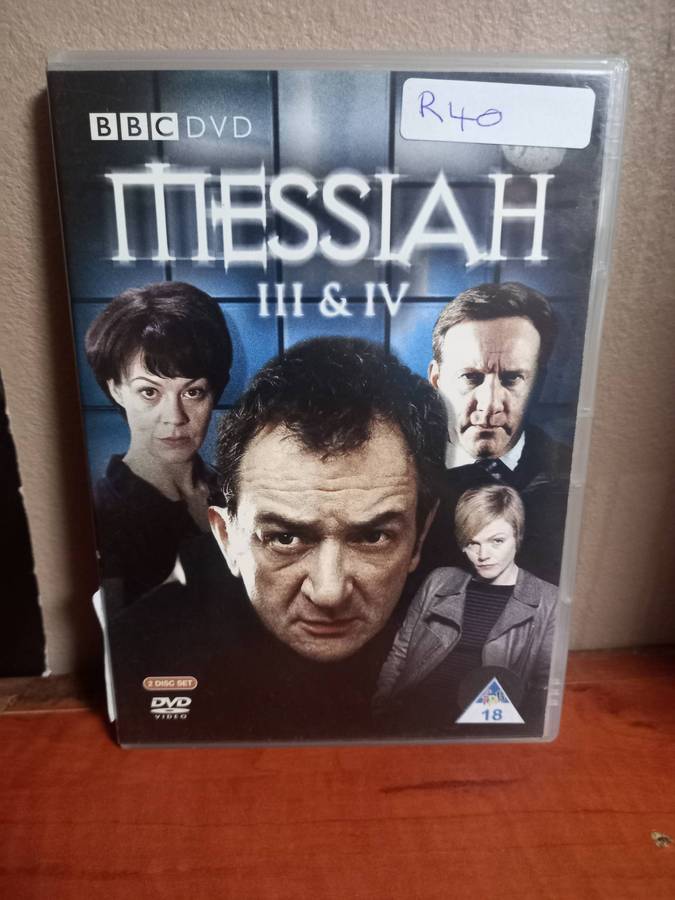 BBC DVD
R40
MESSIAH
III & IV
2 DISC SET
DVD
VIDEO
18